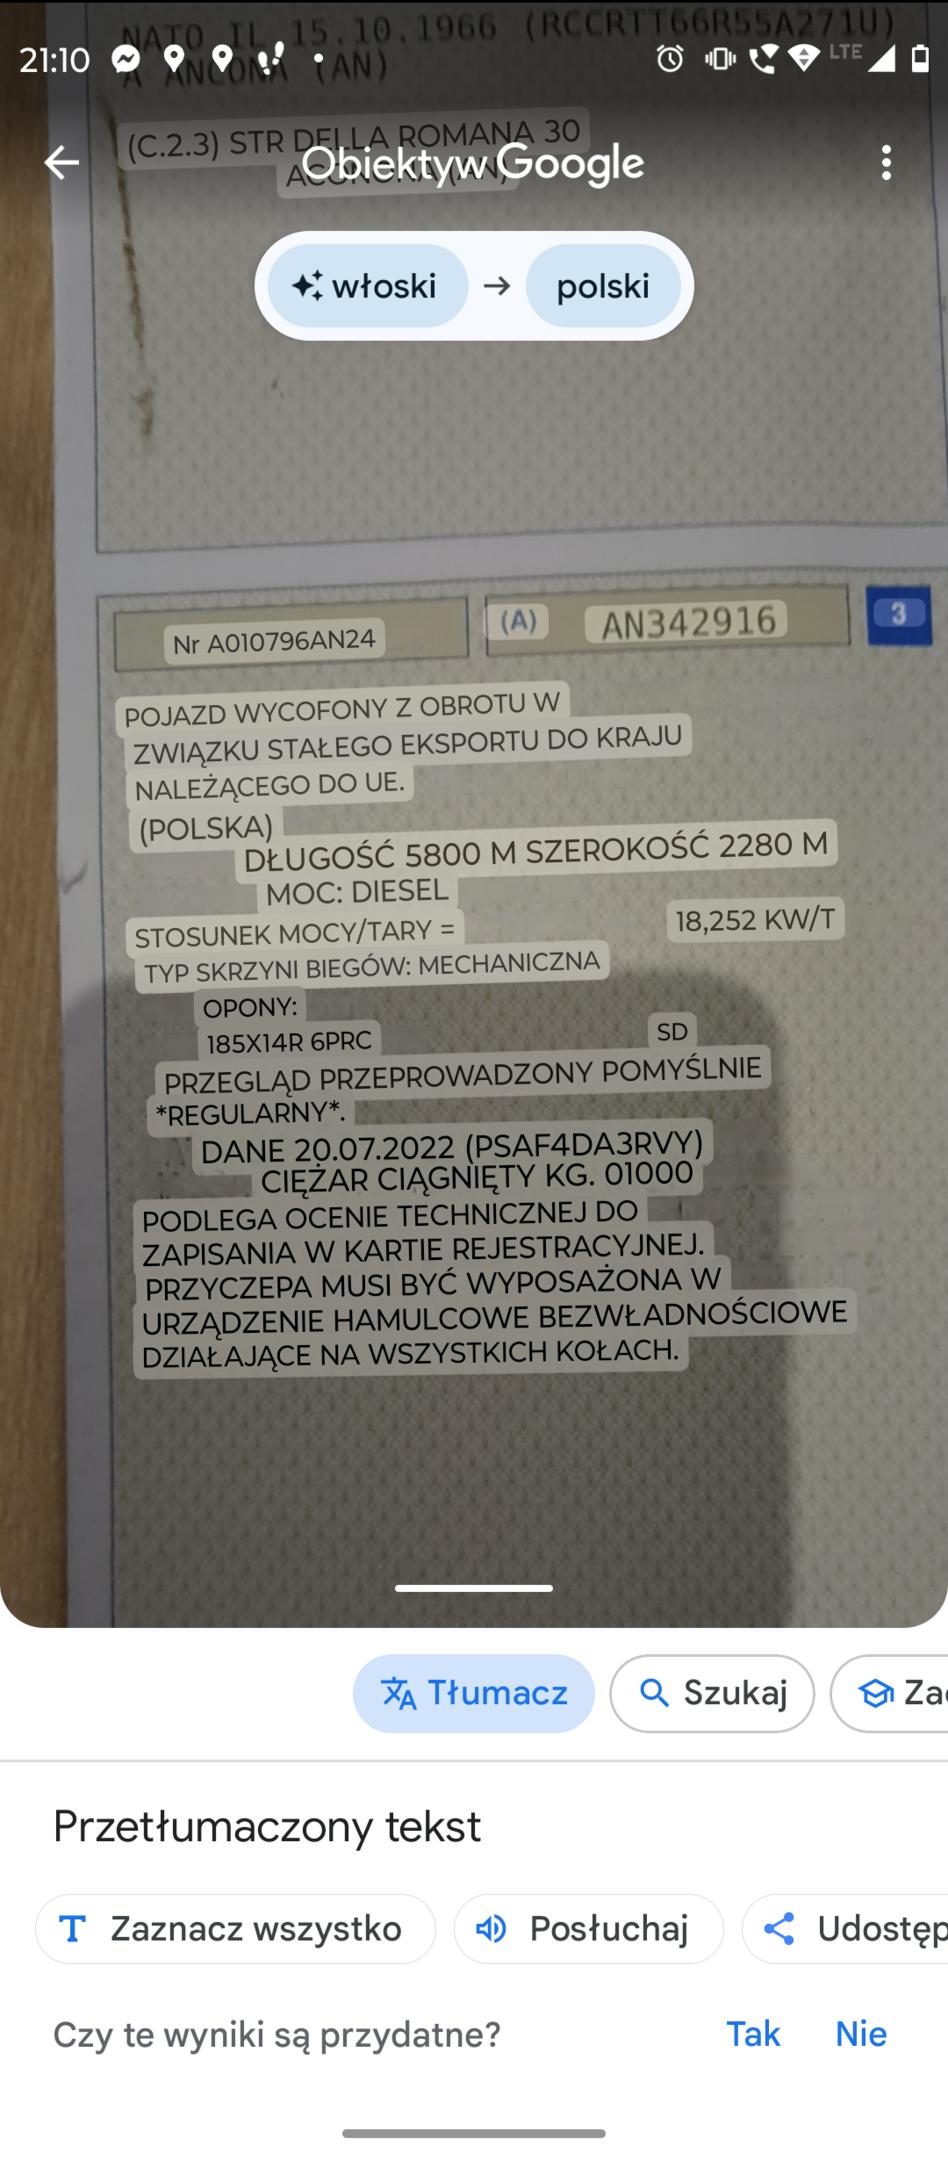 NATO IL 15.10.1966 (RCCRTT66R55A271U)
A ANCONA (AN)
21:10
LTE
(C.2.3) STR DELLA ROMANA 30
Obiektyw Google
włoski → polski
Nr A010796AN24
(A) AN342916 3
POJAZD WYCOFONY Z OBROTU W
ZWIĄZKU STAŁEGO EKSPORTU DO KRAJU
NALEŻĄCEGO DO UE.
(POLSKA)
DŁUGOŚĆ 5800 M SZEROKOŚĆ 2280 M
MOC: DIESEL
STOSUNEK MOCY/TARY = 18,252 KW/T
TYP SKRZYNI BIEGÓW: MECHANICZNA
OPONY:
185X14R 6PRC SD
PRZEGLĄD PRZEPROWADZONY POMYŚLNIE
*REGULARNY*.
DANE 20.07.2022 (PSAF4DA3RVY)
CIĘŻAR CIĄGNIĘTY KG. 01000
PODLEGA OCENIE TECHNICZNEJ DO
ZAPISANIA W KARTIE REJESTRACYJNEJ.
PRZYCZEPA MUSI BYĆ WYPOSAŻONA W
URZĄDZENIE HAMULCOWE BEZWŁADNOŚCIOWE
DZIAŁAJĄCE NA WSZYSTKICH KOŁACH.
Tłumacz
Szukaj
Zad
Przetłumaczony tekst
Zaznacz wszystko
Posłuchaj
Udostęp
Czy te wyniki są przydatne?
Tak
Nie